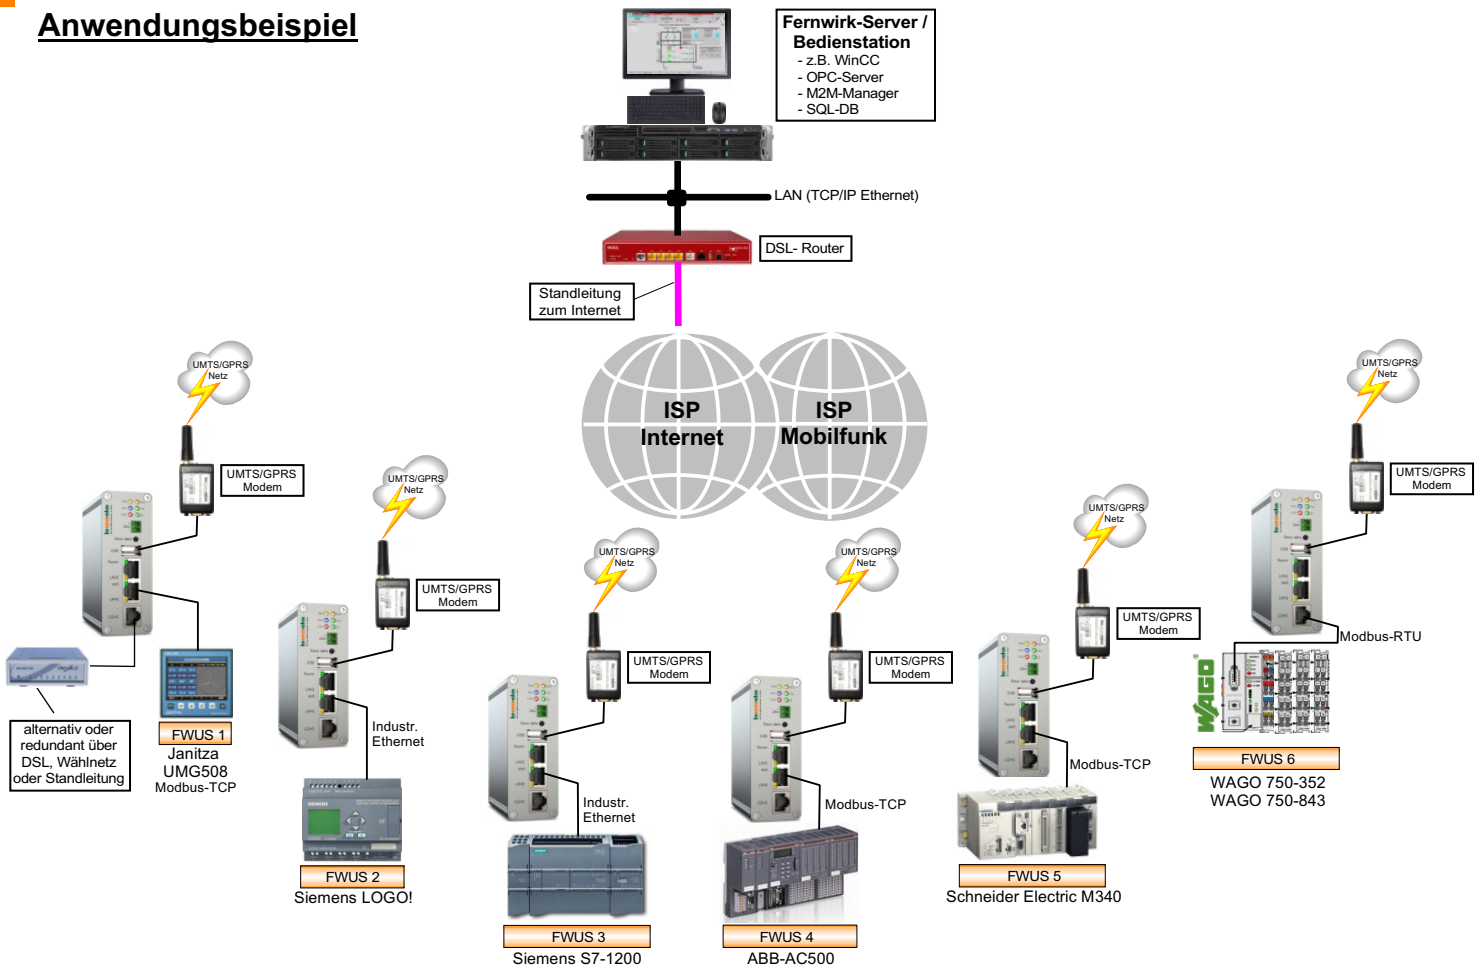 Anwendungsbeispiel
Fernwirk-Server /
Bedienstation
- z.B. WinCC
- OPC-Server
- M2M-Manager
- SQL-DB
LAN (TCP/IP Ethernet)
DSL- Router
Standleitung
zum Internet
ISP
Internet
ISP
Mobilfunk
UMTS/GPRS
Netz
UMTS/GPRS
Modem
alternativ oder
redundant über
DSL, Wählnetz
oder Standleitung
FWUS 1
Janitza
UMG508
Modbus-TCP
UMTS/GPRS
Netz
UMTS/GPRS
Modem
Industr.
Ethernet
SIEMENS
FWUS 2
Siemens LOGO!
UMTS/GPRS
Netz
UMTS/GPRS
Modem
Industr.
Ethernet
FWUS 3
Siemens S7-1200
UMTS/GPRS
Netz
UMTS/GPRS
Modem
Modbus-TCP
FWUS 4
ABB-AC500
UMTS/GPRS
Netz
UMTS/GPRS
Modem
Modbus-TCP
FWUS 5
Schneider Electric M340
UMTS/GPRS
Netz
UMTS/GPRS
Modem
Modbus-RTU
WAGO
FWUS 6
WAGO 750-352
WAGO 750-843